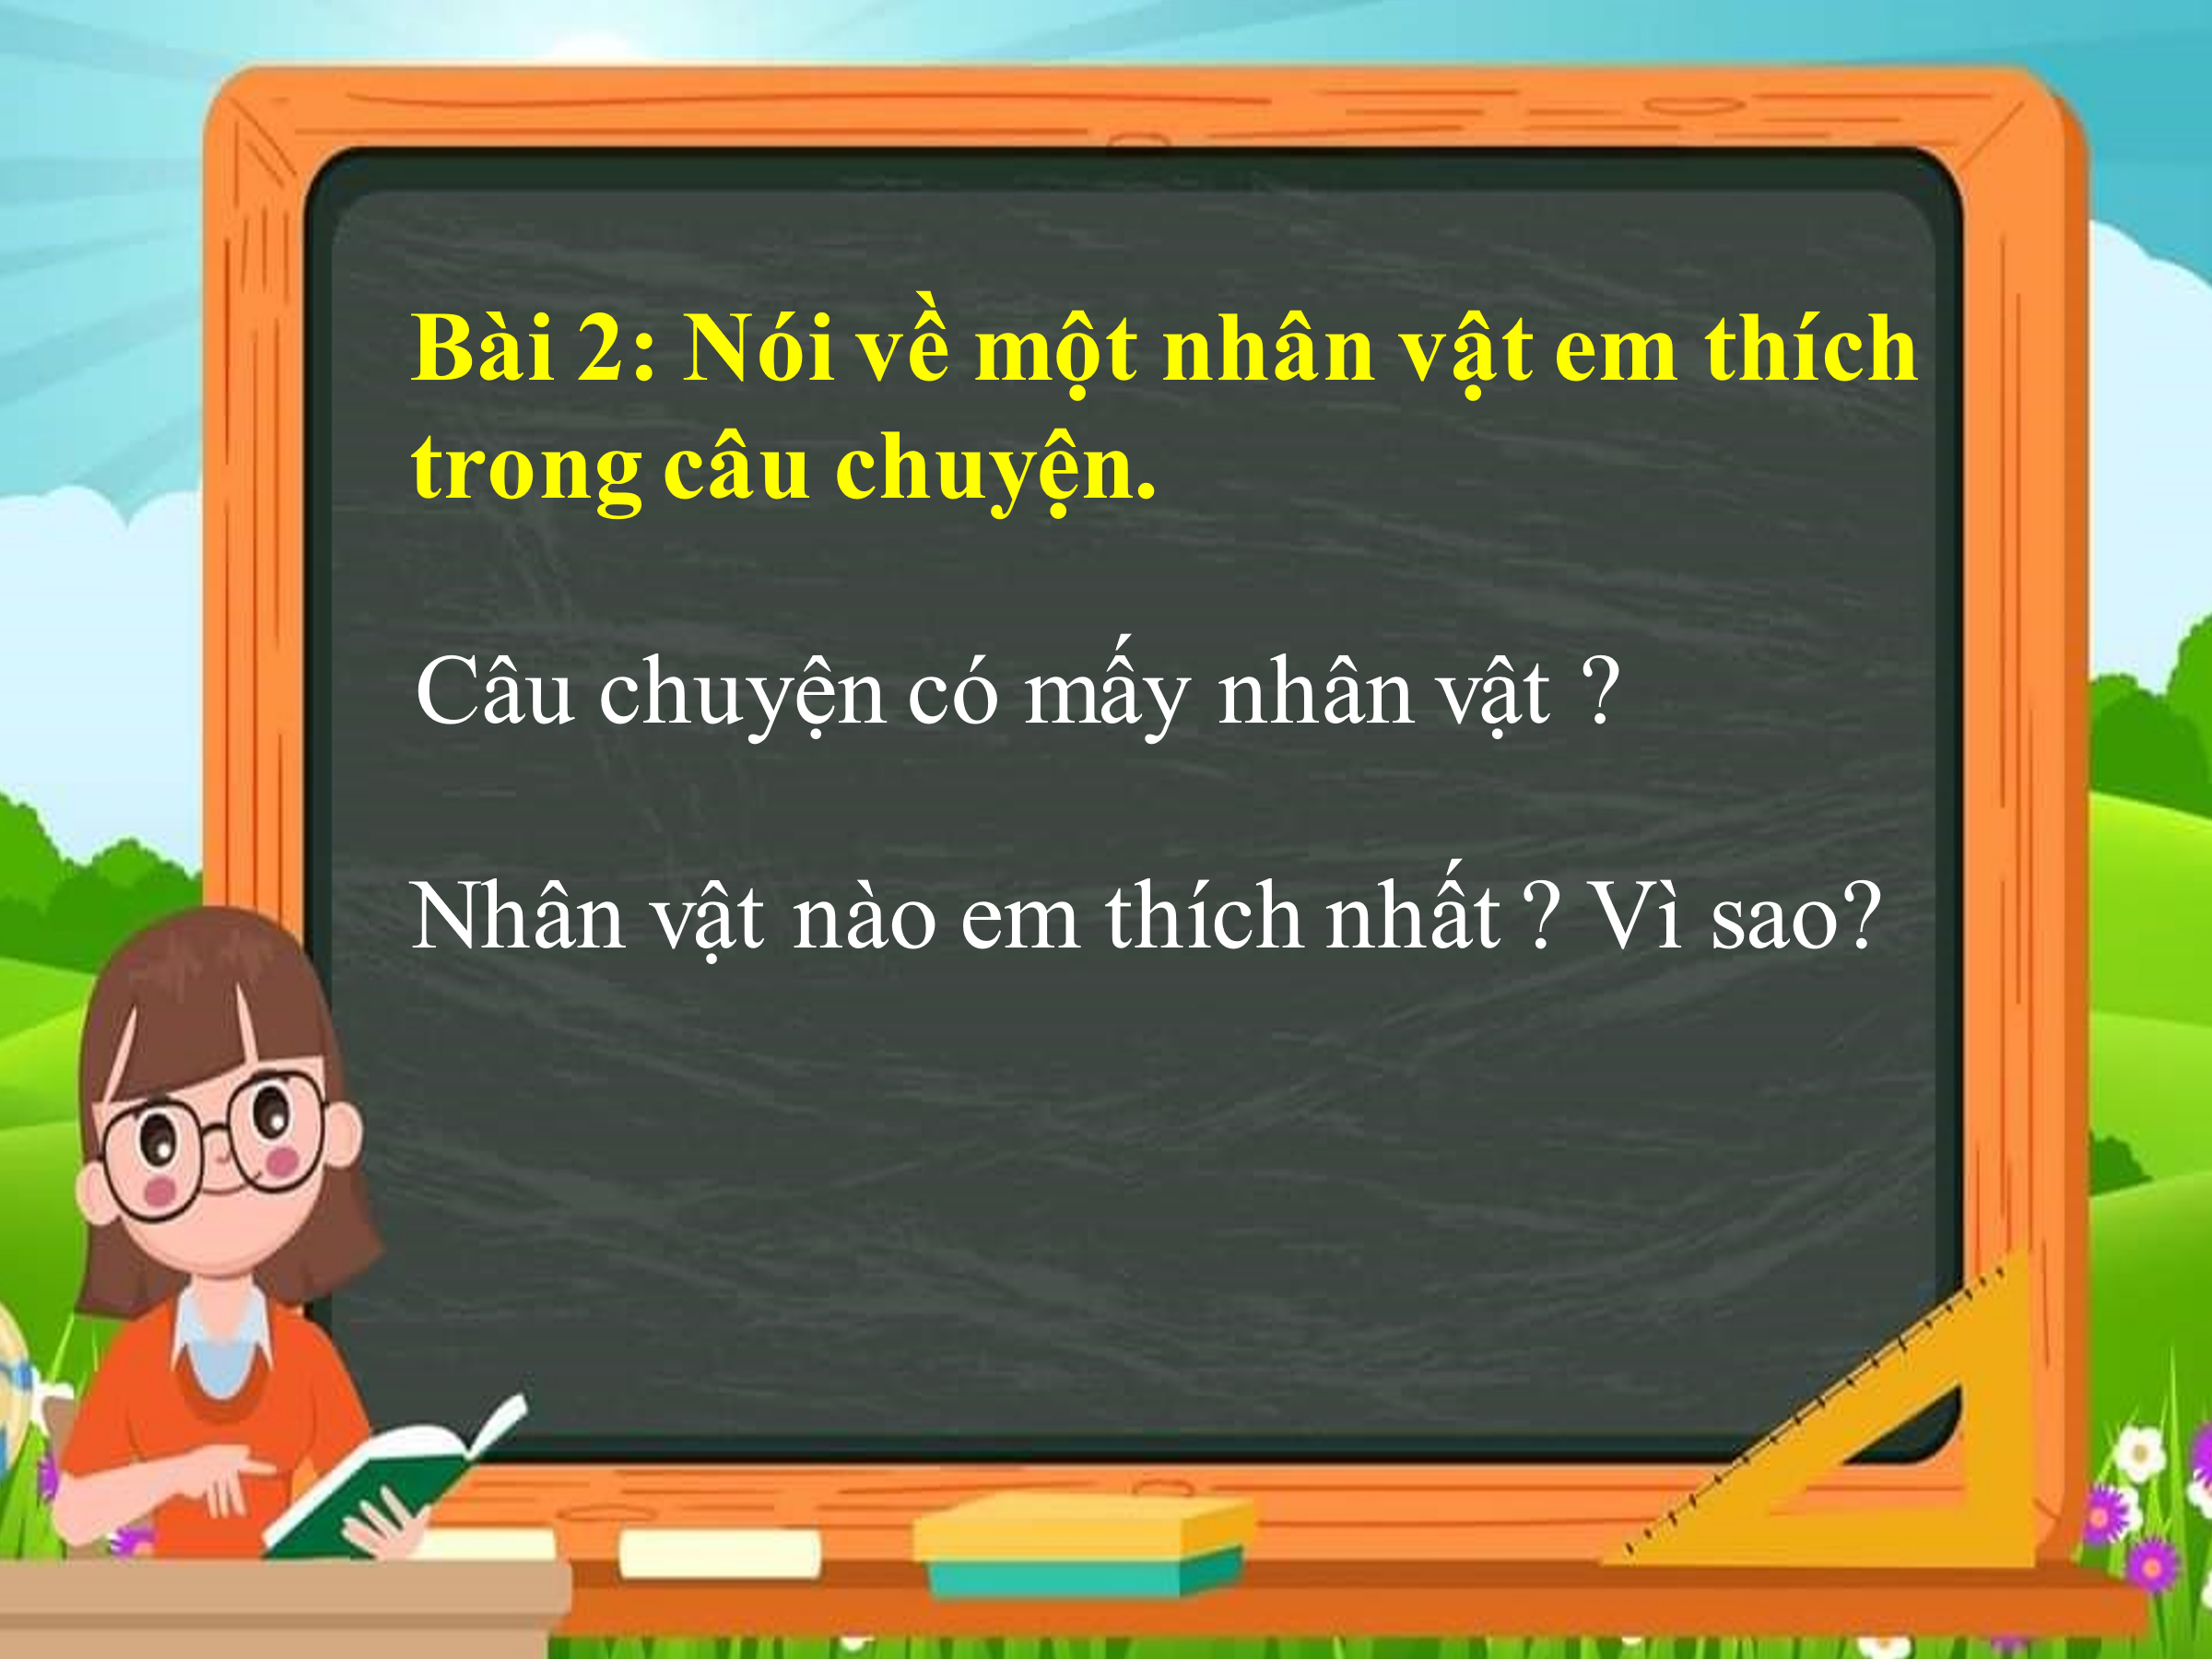 Bài 2: Nói về một nhân vật em thích
trong câu chuyện.
Câu chuyện có mấy nhân vật ?
Nhân vật nào em thích nhất ? Vì sao?